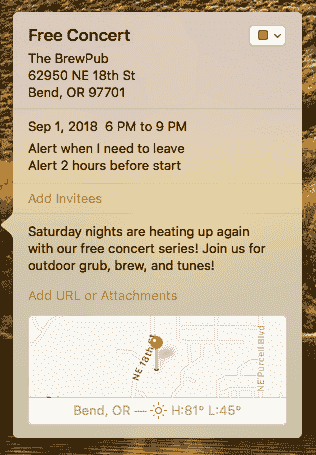 Free Concert
The BrewPub
62950 NE 18th St
Bend, OR 97701
Sep 1, 2018 6 PM to 9 PM
Alert when I need to leave
Alert 2 hours before start
Add Invitees
Saturday nights are heating up again
with our free concert series! Join us for
outdoor grub, brew, and tunes!
Add URL or Attachments
NE 18th St
NE Purcell Blvd
Bend, OR — H:81° L:45°